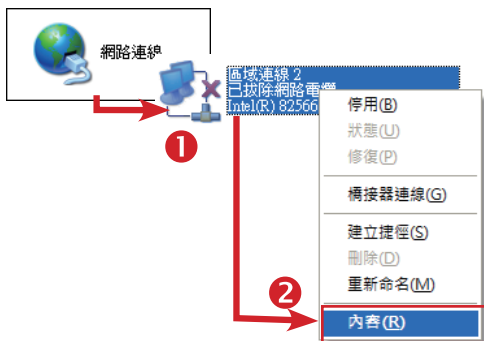 網路連線
區域連線 2
已拔除網路電纜
Intel(R) 82566
停用(B)
狀態(U)
修復(P)
橋接器連線(G)
建立捷徑(S)
刪除(D)
重新命名(M)
內容(R)
1
2